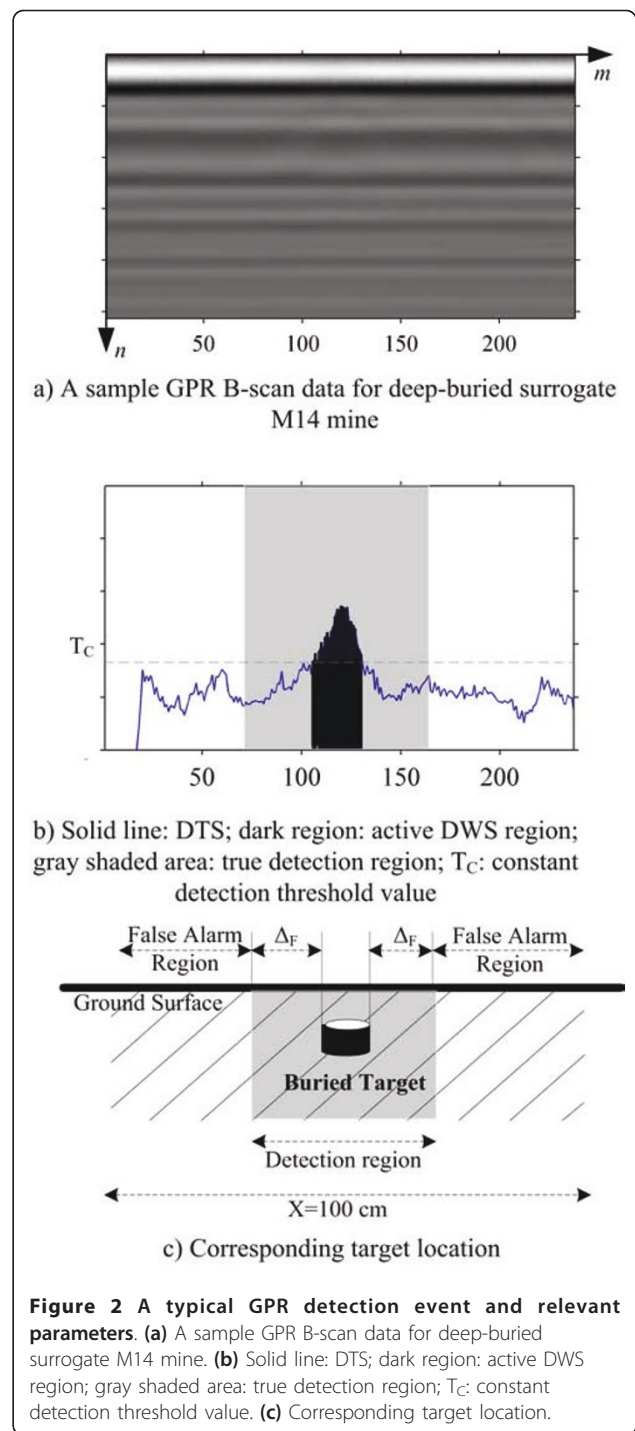 m
n
50 100 150 200
a) A sample GPR B-scan data for deep-buried surrogate
M14 mine
T_C
50 100 150 200
b) Solid line: DTS; dark region: active DWS region;
gray shaded area: true detection region; T_C: constant
detection threshold value
False Alarm Δ_F Δ_F False Alarm
Region Region
Ground Surface
Buried Target
Detection region
X=100 cm
c) Corresponding target location
Figure 2 A typical GPR detection event and relevant
parameters. (a) A sample GPR B-scan data for deep-buried
surrogate M14 mine. (b) Solid line: DTS; dark region: active DWS
region; gray shaded area: true detection region; T_C: constant
detection threshold value. (c) Corresponding target location.